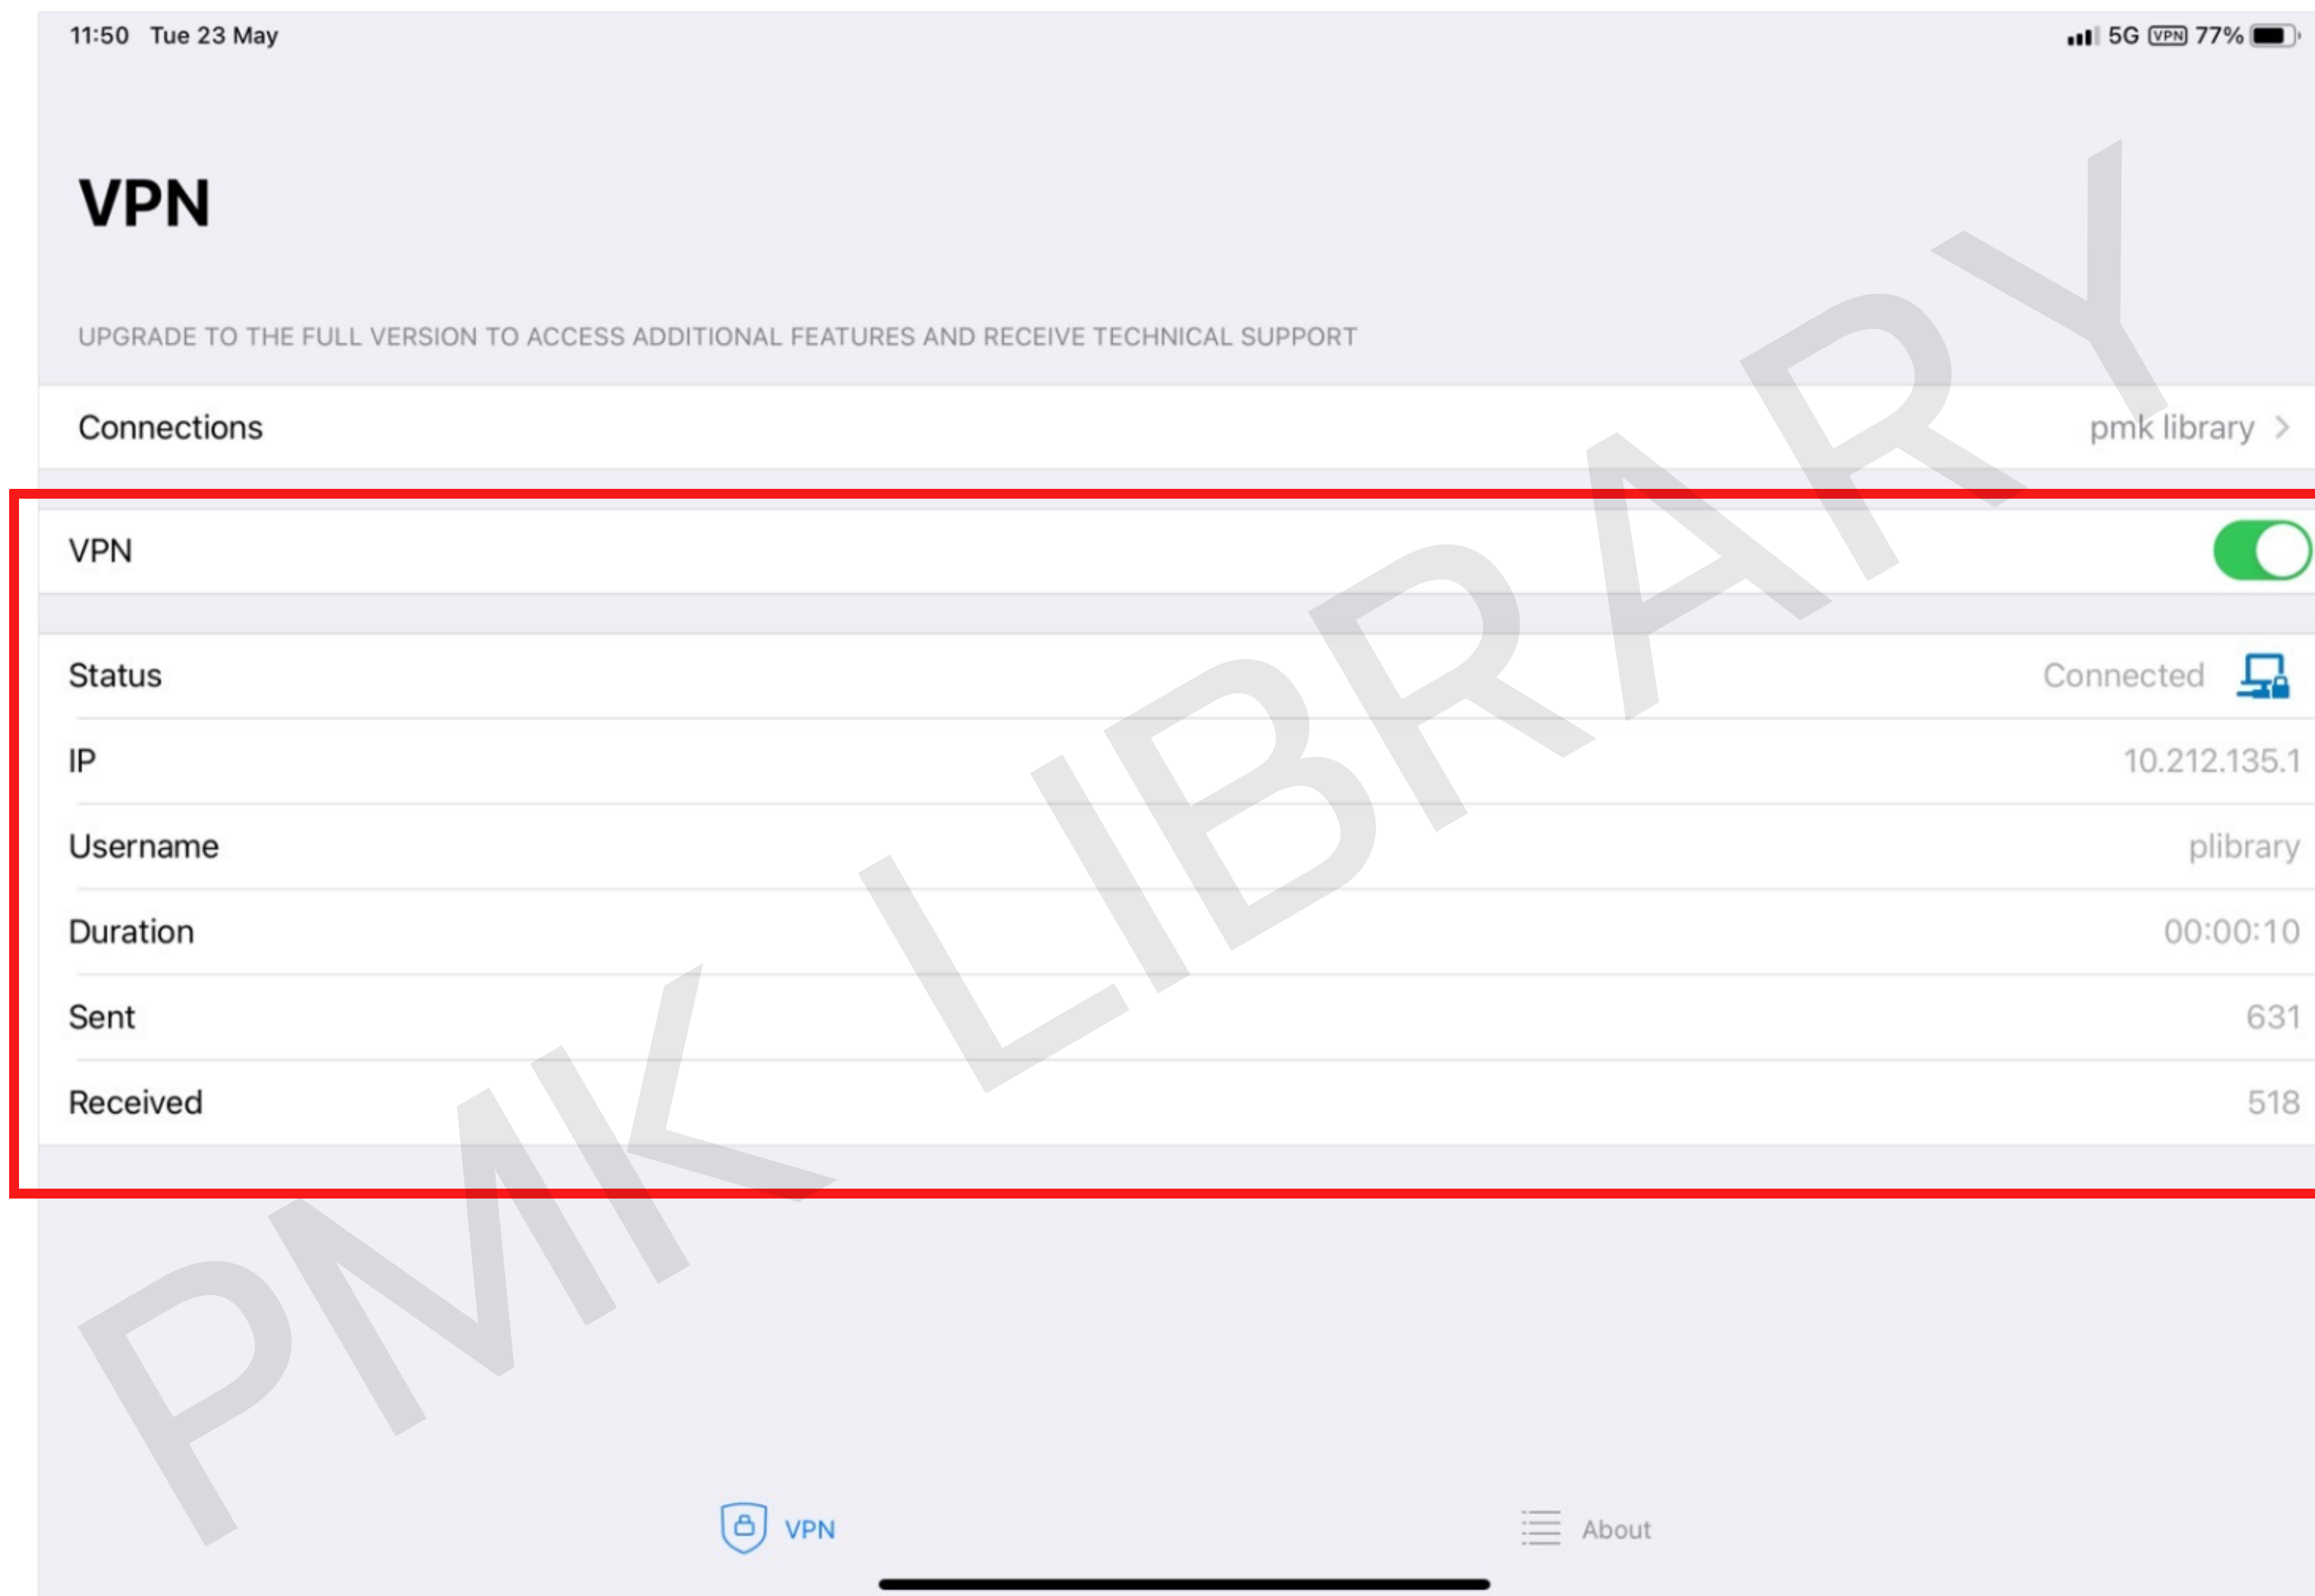 11:50 Tue 23 May 5G VPN 77%
VPN
UPGRADE TO THE FULL VERSION TO ACCESS ADDITIONAL FEATURES AND RECEIVE TECHNICAL SUPPORT
Connections pmk library >
VPN
Status Connected
IP 10.212.135.1
Username plibrary
Duration 00:00:10
Sent 631
Received 518
PMK LIBRARY
VPN About